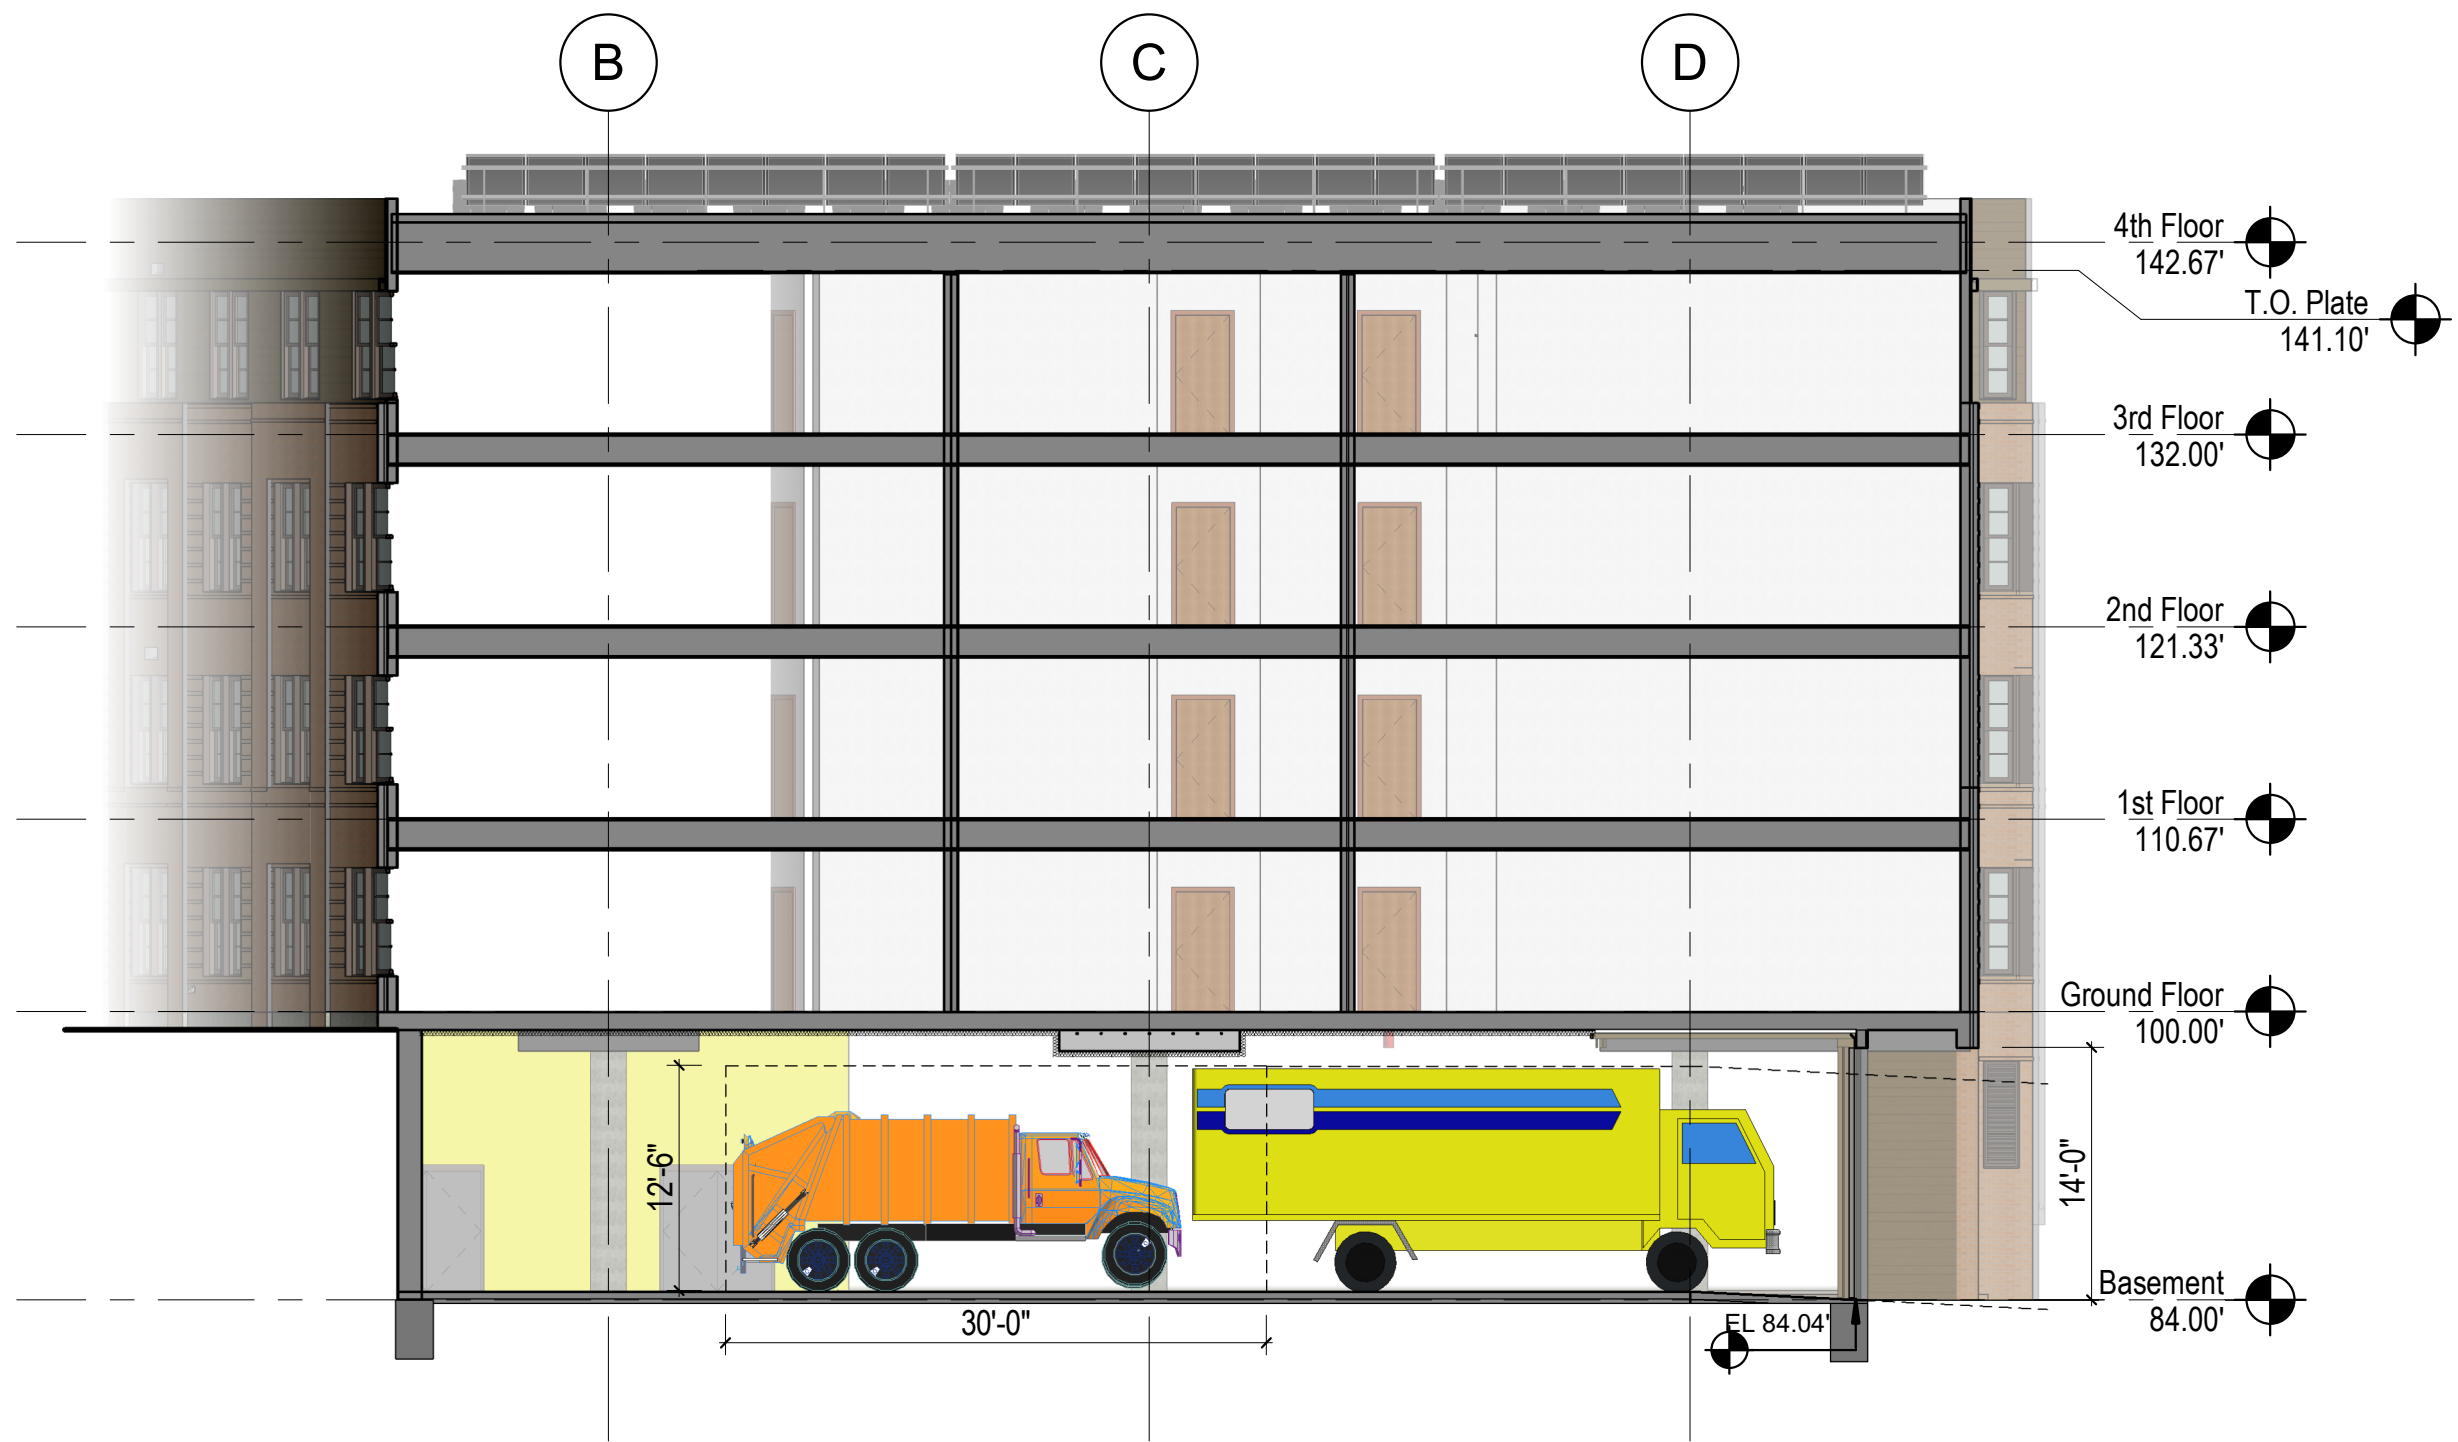 B
C
D
4th Floor
142.67'
T.O. Plate
141.10'
3rd Floor
132.00'
2nd Floor
121.33'
1st Floor
110.67'
Ground Floor
100.00'
12'-6"
14'-0"
Basement
84.00'
30'-0"
EL 84.04'